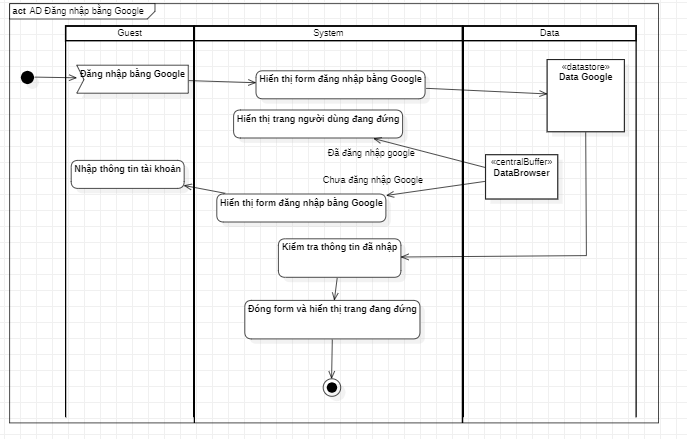 act AD Đăng nhập bằng Google
Guest
System
Data
Đăng nhập bằng Google
Hiển thị form đăng nhập bằng Google
«datastore»
Data Google
Hiển thị trang người dùng đang đứng
Đã đăng nhập google
«centralBuffer»
DataBrowser
Nhập thông tin tài khoản
Chưa đăng nhập Google
Hiển thị form đăng nhập bằng Google
Kiểm tra thông tin đã nhập
Đóng form và hiển thị trang đang đứng